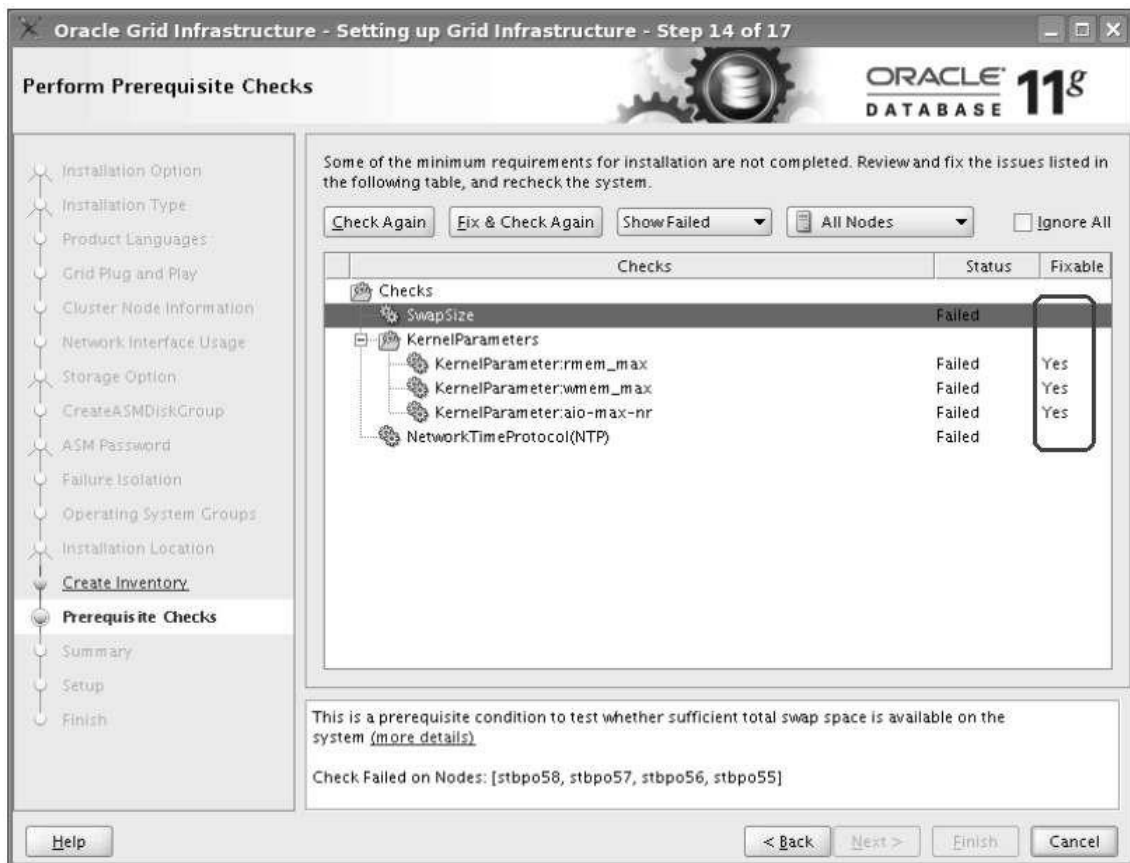 Oracle Grid Infrastructure - Setting up Grid Infrastructure - Step 14 of 17
Perform Prerequisite Checks
ORACLE®
DATABASE
11g
Installation Option
Installation Type
Product Languages
Grid Plug and Play
Cluster Node Information
Network Interface Usage
Storage Option
CreateASMDiskGroup
ASM Password
Failure Isolation
Operating System Groups
Installation Location
Create Inventory
Prerequisite Checks
Summary
Setup
Finish
Some of the minimum requirements for installation are not completed. Review and fix the issues listed in
the following table, and recheck the system.
Check Again Fix & Check Again Show Failed All Nodes Ignore All
Checks Status Fixable
Checks
SwapSize Failed
KernelParameters
KernelParameter:rmem_max Failed Yes
KernelParameter:wmem_max Failed Yes
KernelParameter:aio-max-nr Failed Yes
NetworkTimeProtocol(NTP) Failed
This is a prerequisite condition to test whether sufficient total swap space is available on the
system (more details)
Check Failed on Nodes: [stbpo58, stbpo57, stbpo56, stbpo55]
Help < Back Next > Finish Cancel